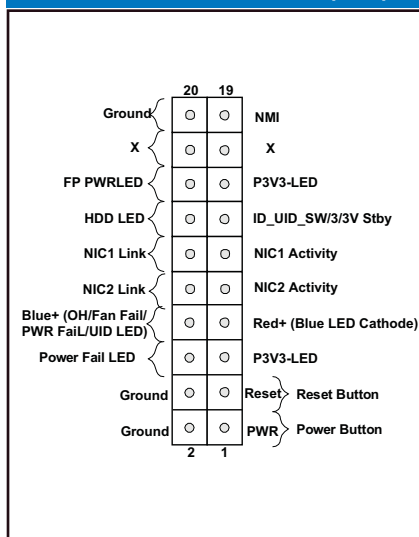 20 19
Ground NMI
X X
FP PWRLED P3V3-LED
HDD LED ID_UID_SW/3/3V Stby
NIC1 Link NIC1 Activity
NIC2 Link NIC2 Activity
Blue+ (OH/Fan Fail/
PWR FaiL/UID LED) Red+ (Blue LED Cathode)
Power Fail LED P3V3-LED
Ground Reset Reset Button
Ground PWR Power Button
2 1